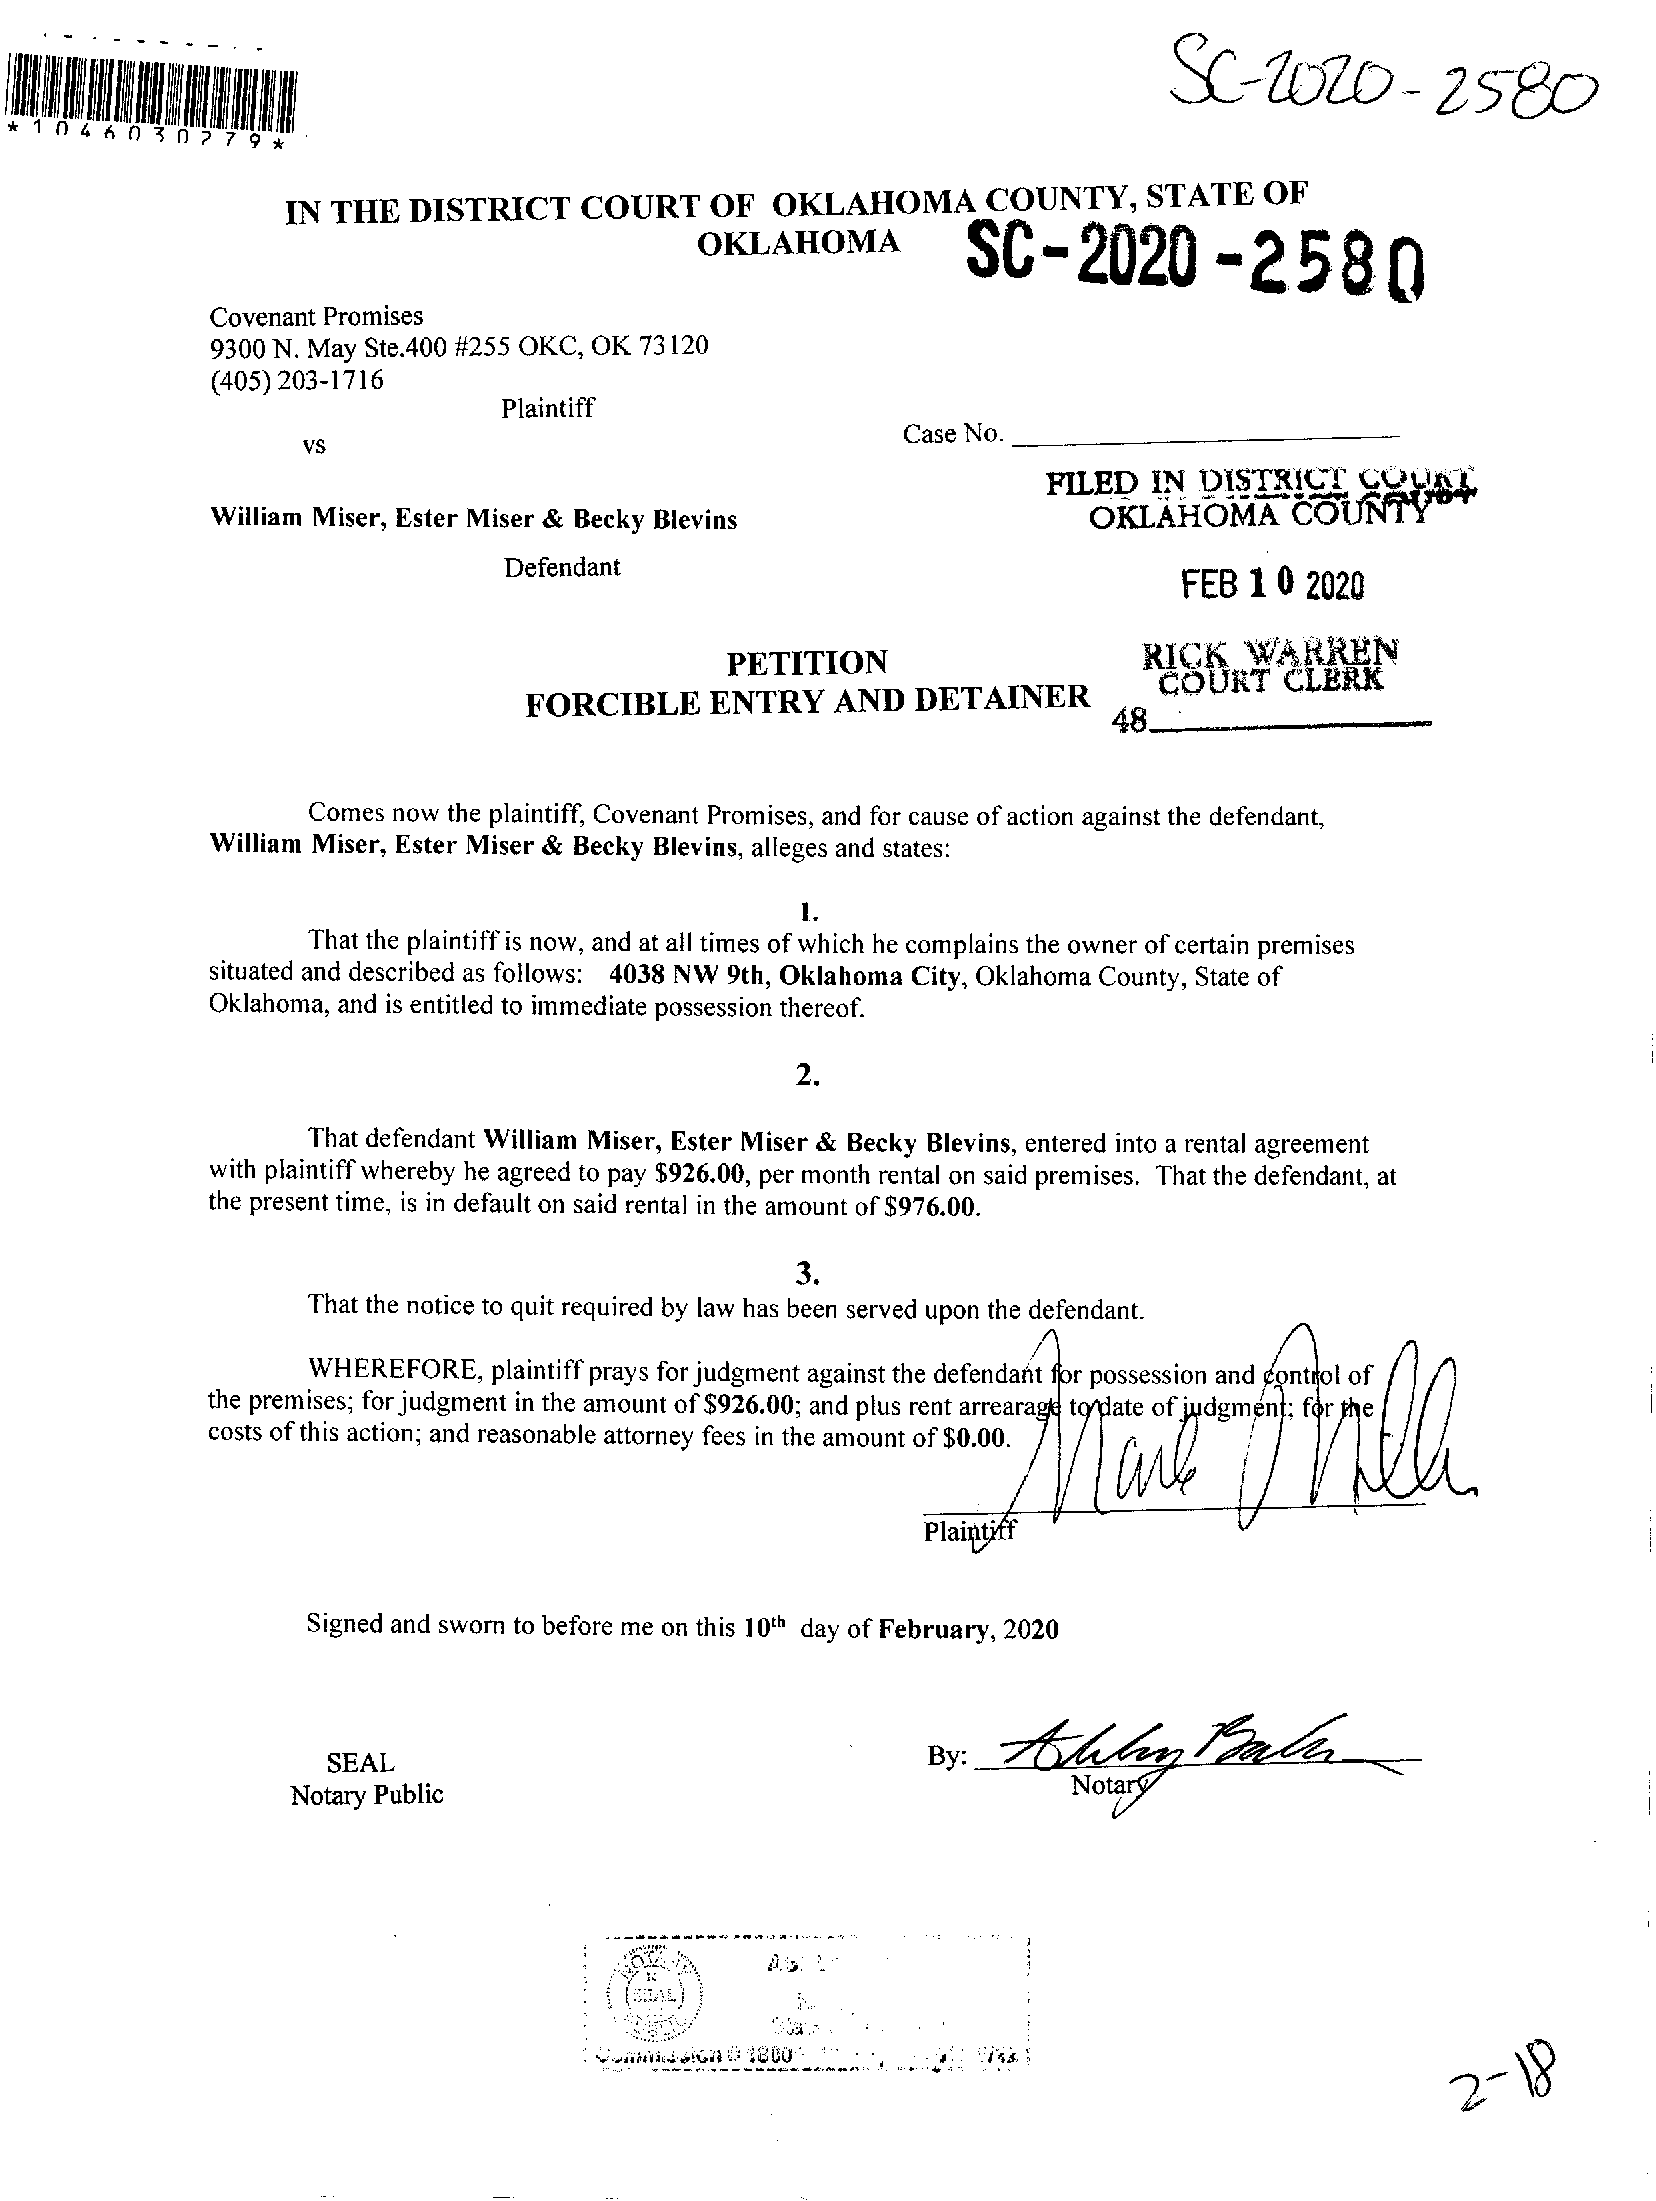 SC-2020-2580
*1046030779*
IN THE DISTRICT COURT OF OKLAHOMA COUNTY, STATE OF
OKLAHOMA
SC-2020-2580
Covenant Promises
9300 N. May Ste.400 #255 OKC, OK 73120
(405) 203-1716
Plaintiff
vs
Case No.
FILED IN DISTRICT COURT
OKLAHOMA COUNTY
William Miser, Ester Miser & Becky Blevins
Defendant
FEB 10 2020
PETITION
FORCIBLE ENTRY AND DETAINER
RICK WARREN
COURT CLERK
48
Comes now the plaintiff, Covenant Promises, and for cause of action against the defendant,
William Miser, Ester Miser & Becky Blevins, alleges and states:
1.
That the plaintiff is now, and at all times of which he complains the owner of certain premises
situated and described as follows: 4038 NW 9th, Oklahoma City, Oklahoma County, State of
Oklahoma, and is entitled to immediate possession thereof.
2.
That defendant William Miser, Ester Miser & Becky Blevins, entered into a rental agreement
with plaintiff whereby he agreed to pay $926.00, per month rental on said premises. That the defendant, at
the present time, is in default on said rental in the amount of $976.00.
3.
That the notice to quit required by law has been served upon the defendant.
WHEREFORE, plaintiff prays for judgment against the defendant for possession and control of
the premises; for judgment in the amount of $926.00; and plus rent arrearage to date of judgment; for the
costs of this action; and reasonable attorney fees in the amount of $0.00.
Plaintiff
Signed and sworn to before me on this 10th day of February, 2020
SEAL
Notary Public
By:
Notary
SEAL
2-18